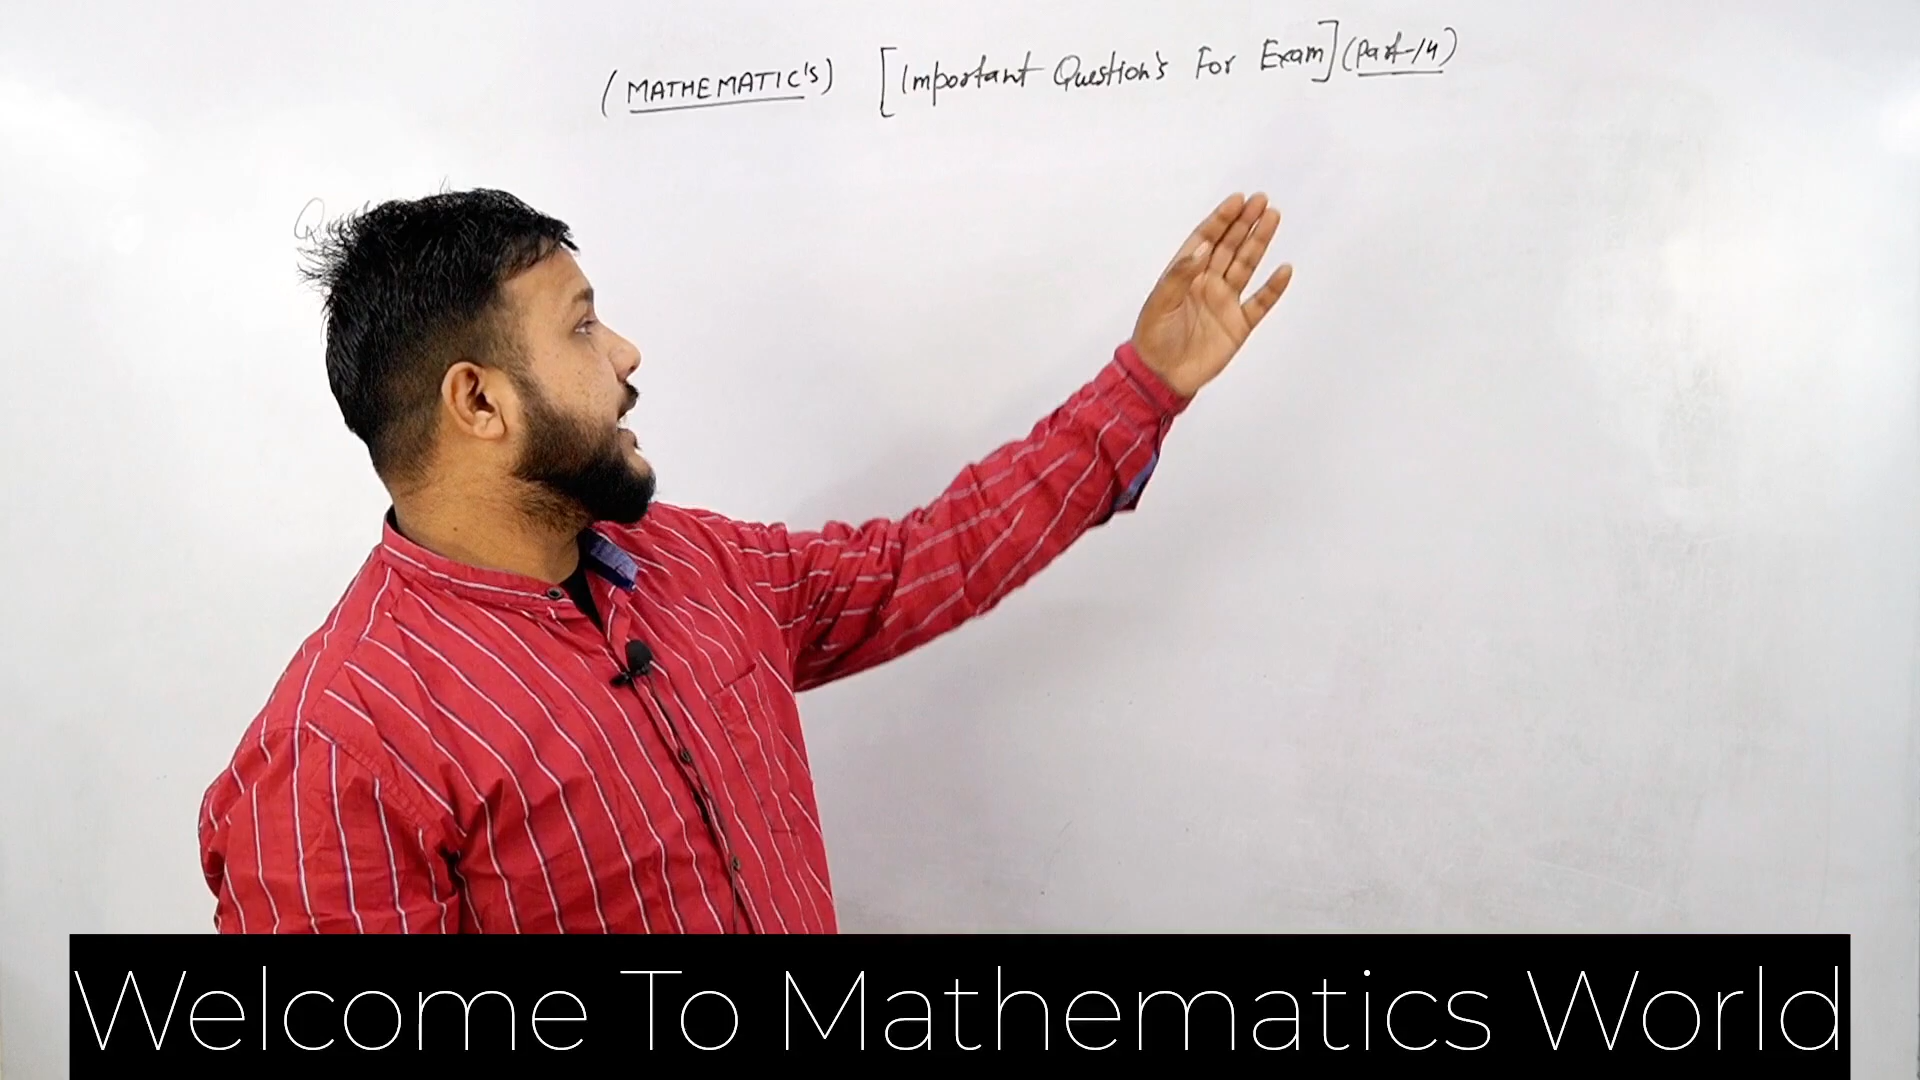 (MATHEMATIC'S) [Important Question's For Exam] (Part-14)
Welcome To Mathematics World